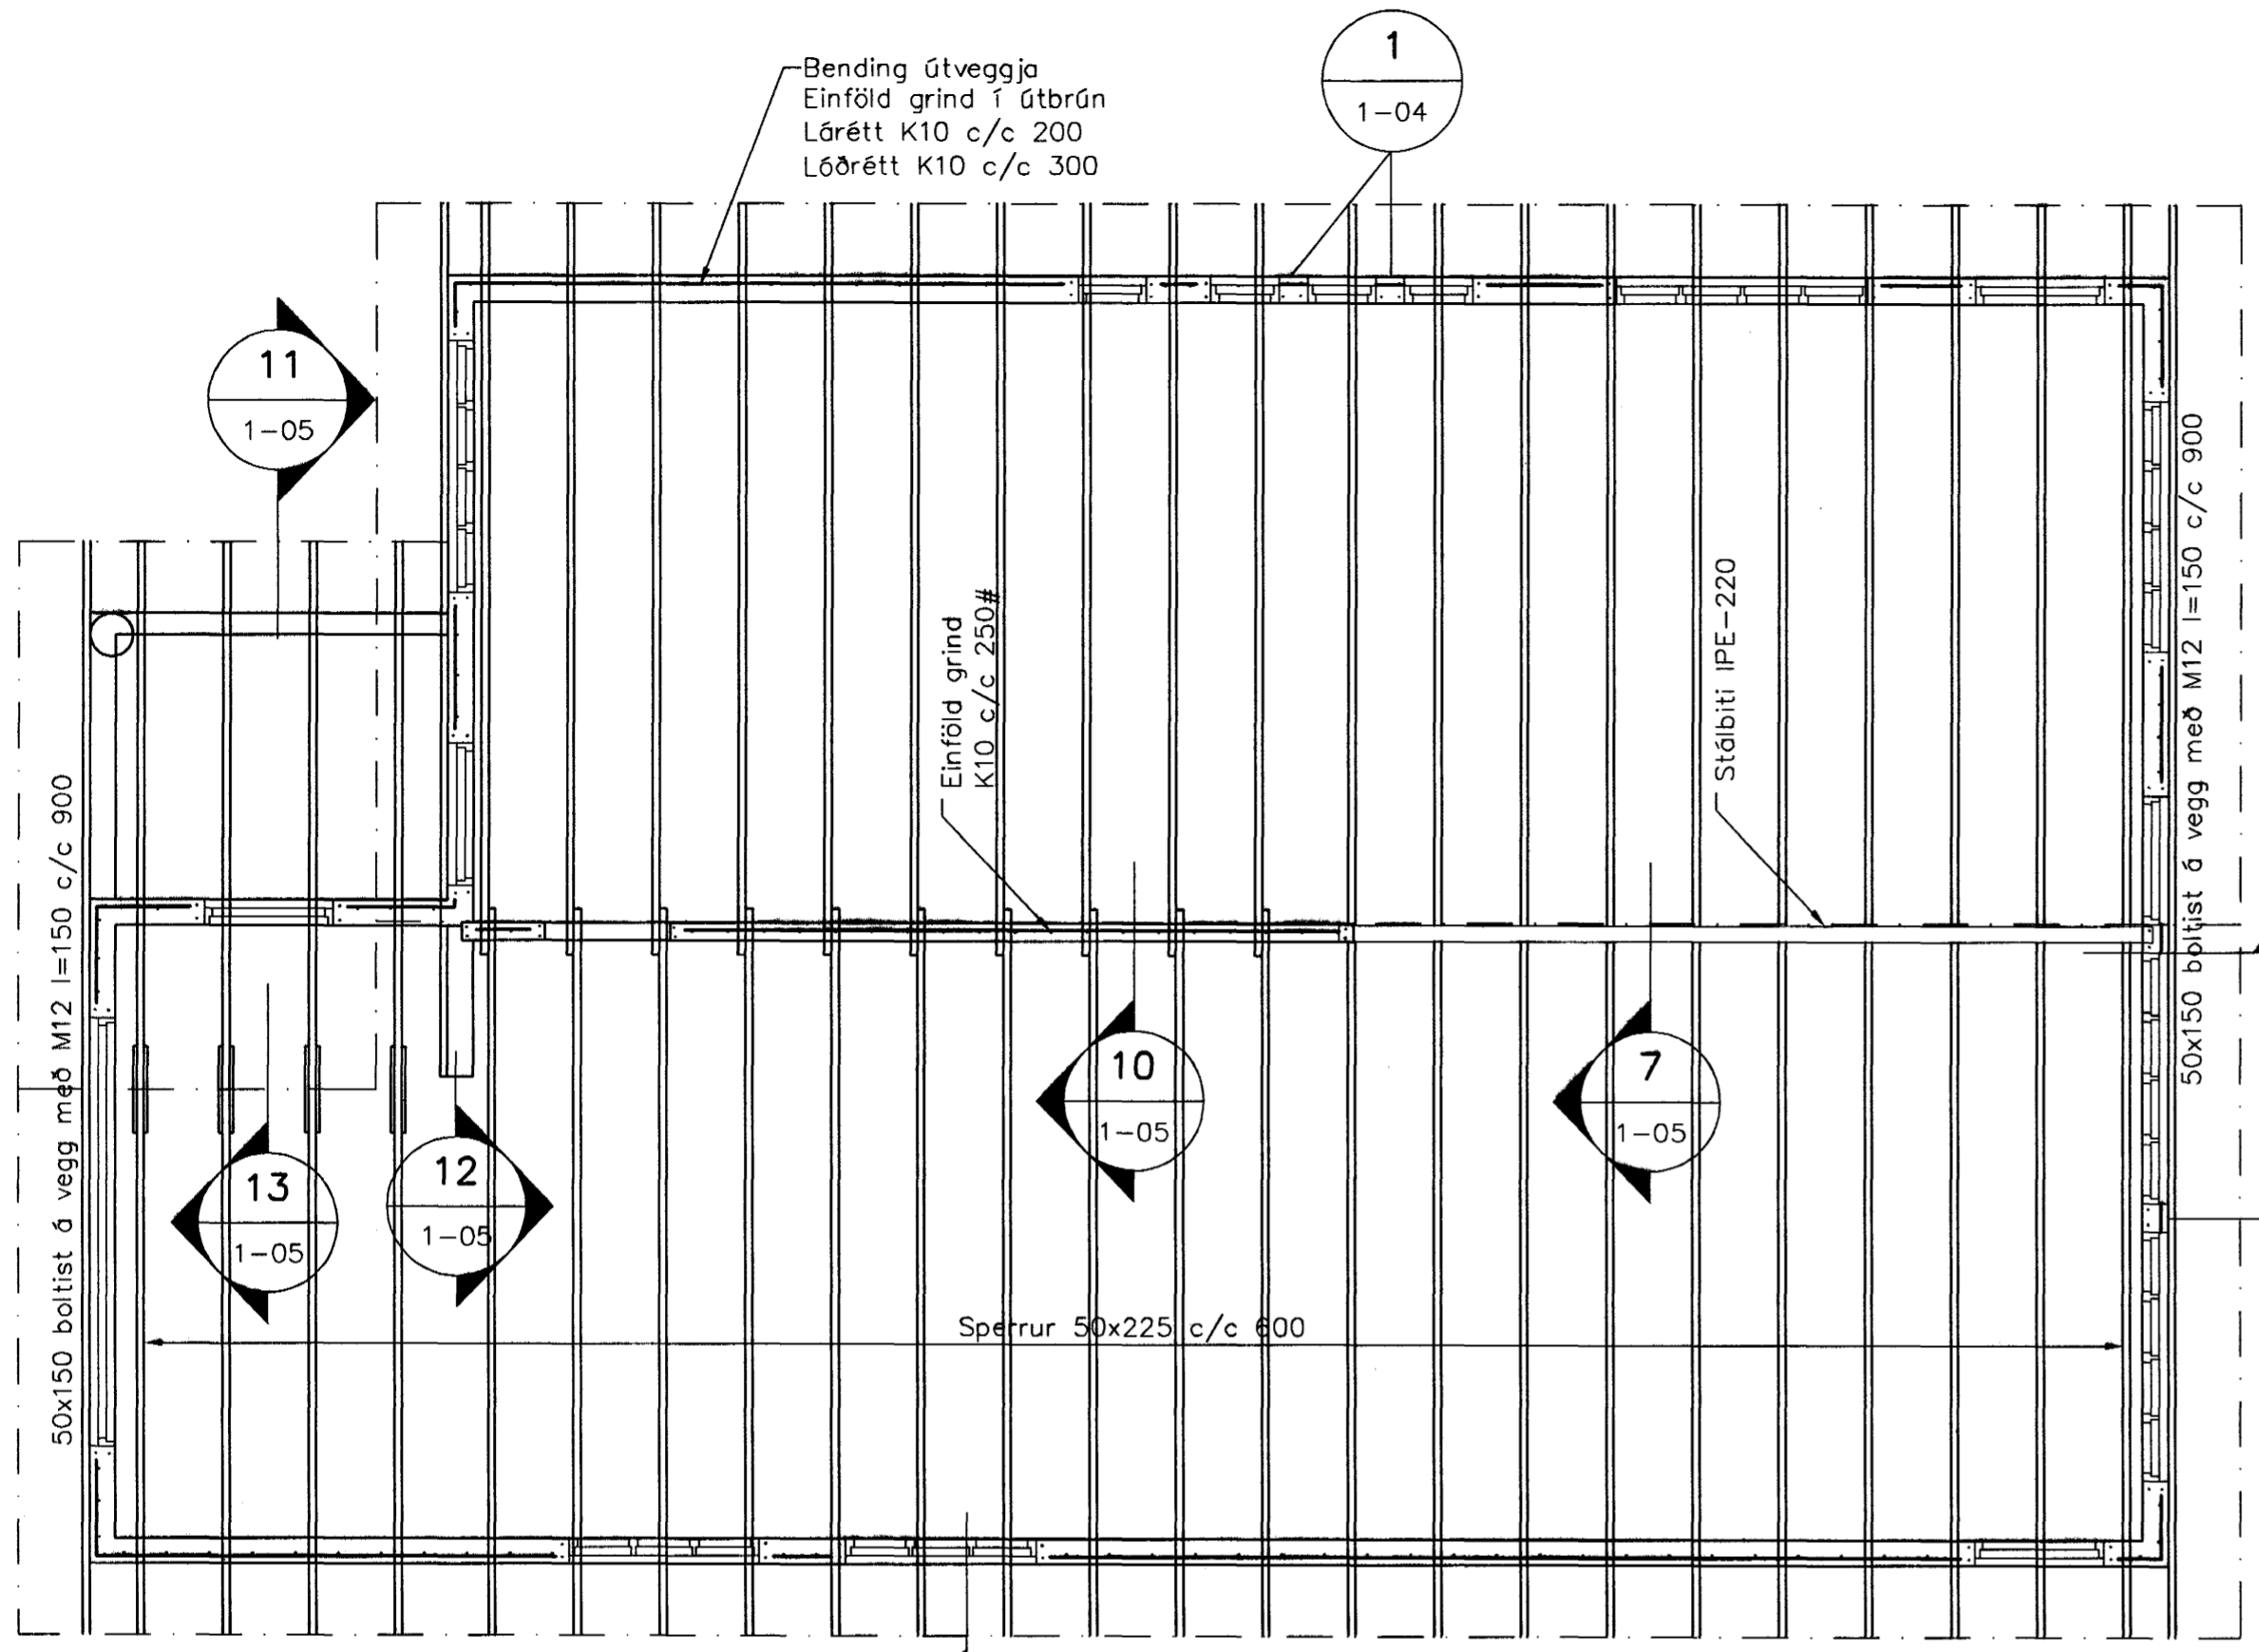 Bending útveggja
Einföld grind í útbrún
Lárétt K10 c/c 200
Lóðrétt K10 c/c 300
1
1-04
11
1-05
Einföld grind
K10 c/c 250#
Stálbiti IPE-220
50x150 boltist á vegg með M12 l=150 c/c 900
50x150 boltist á vegg með M12 l=150 c/c 900
10
1-05
7
1-05
13
1-05
12
1-05
Sperrur 50x225 c/c 600